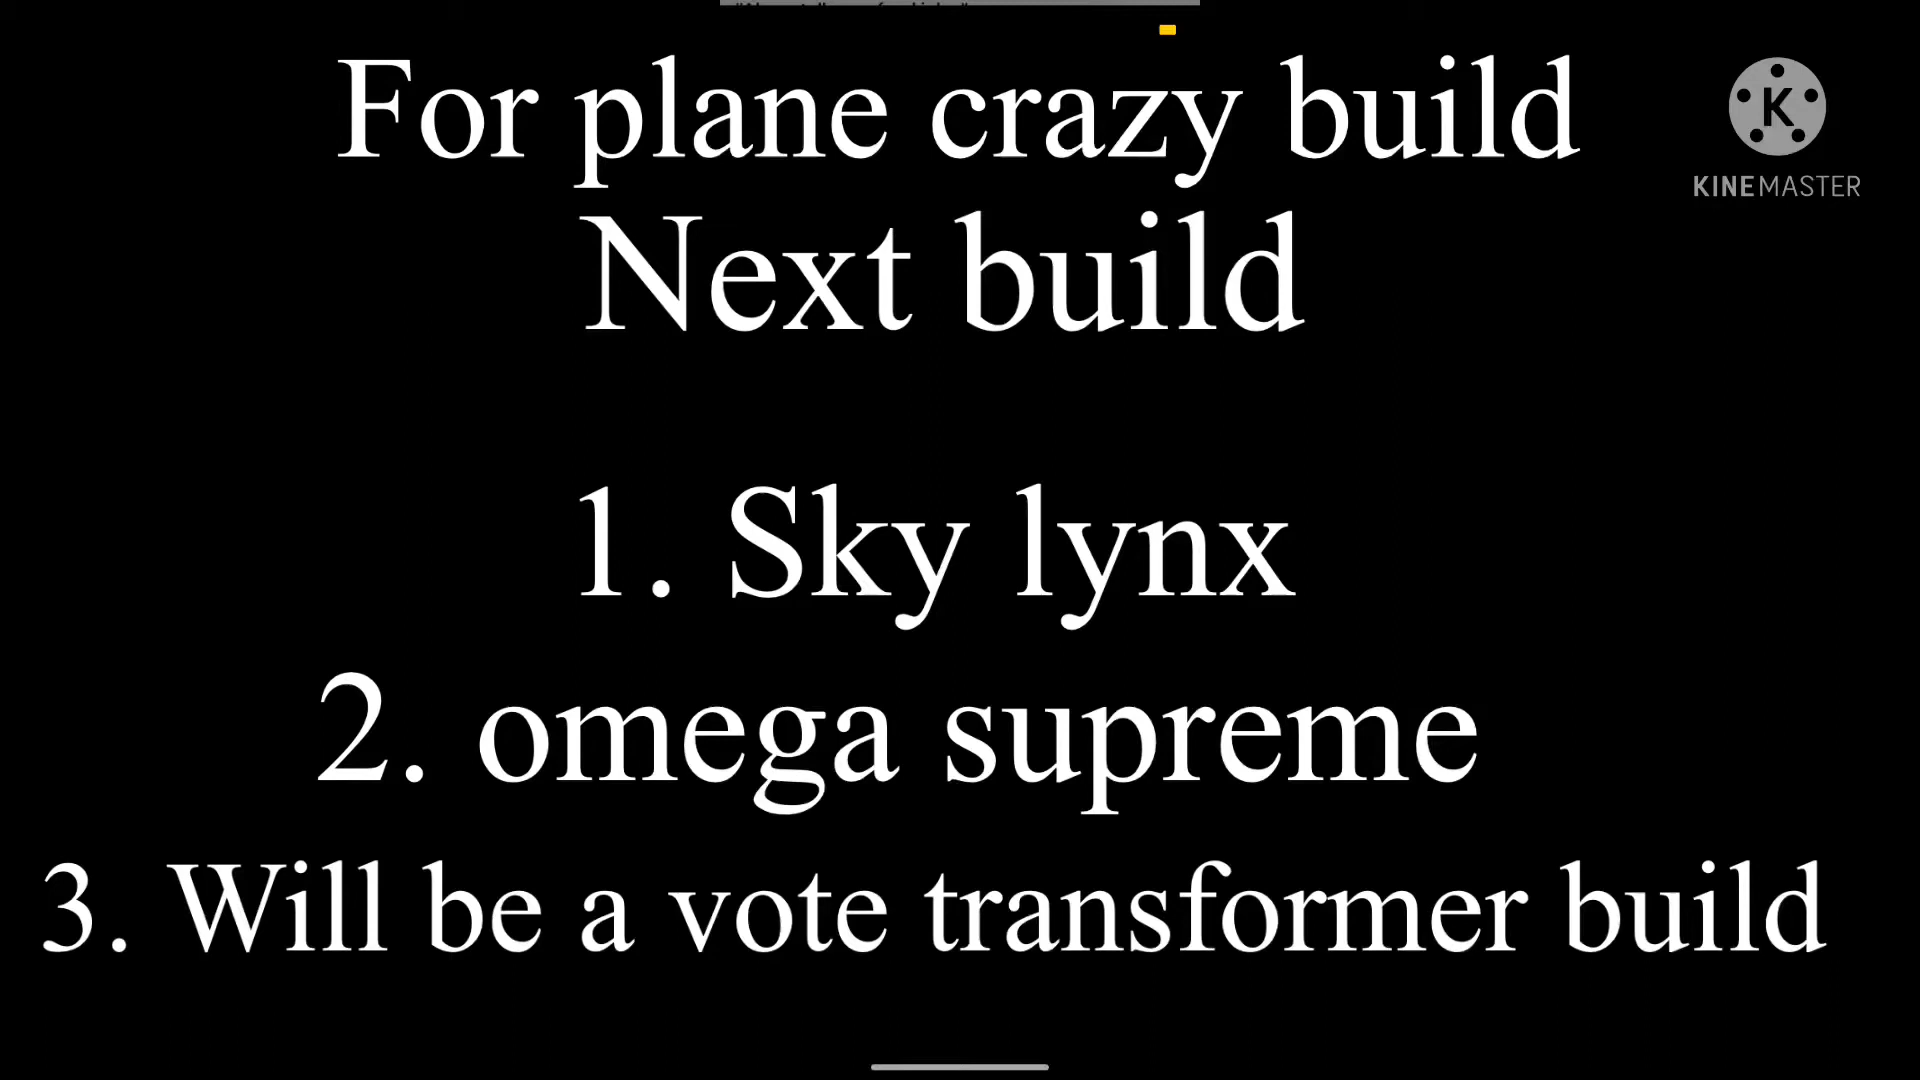 For plane crazy build
K
KINEMASTER
Next build
1. Sky lynx
2. omega supreme
3. Will be a vote transformer build